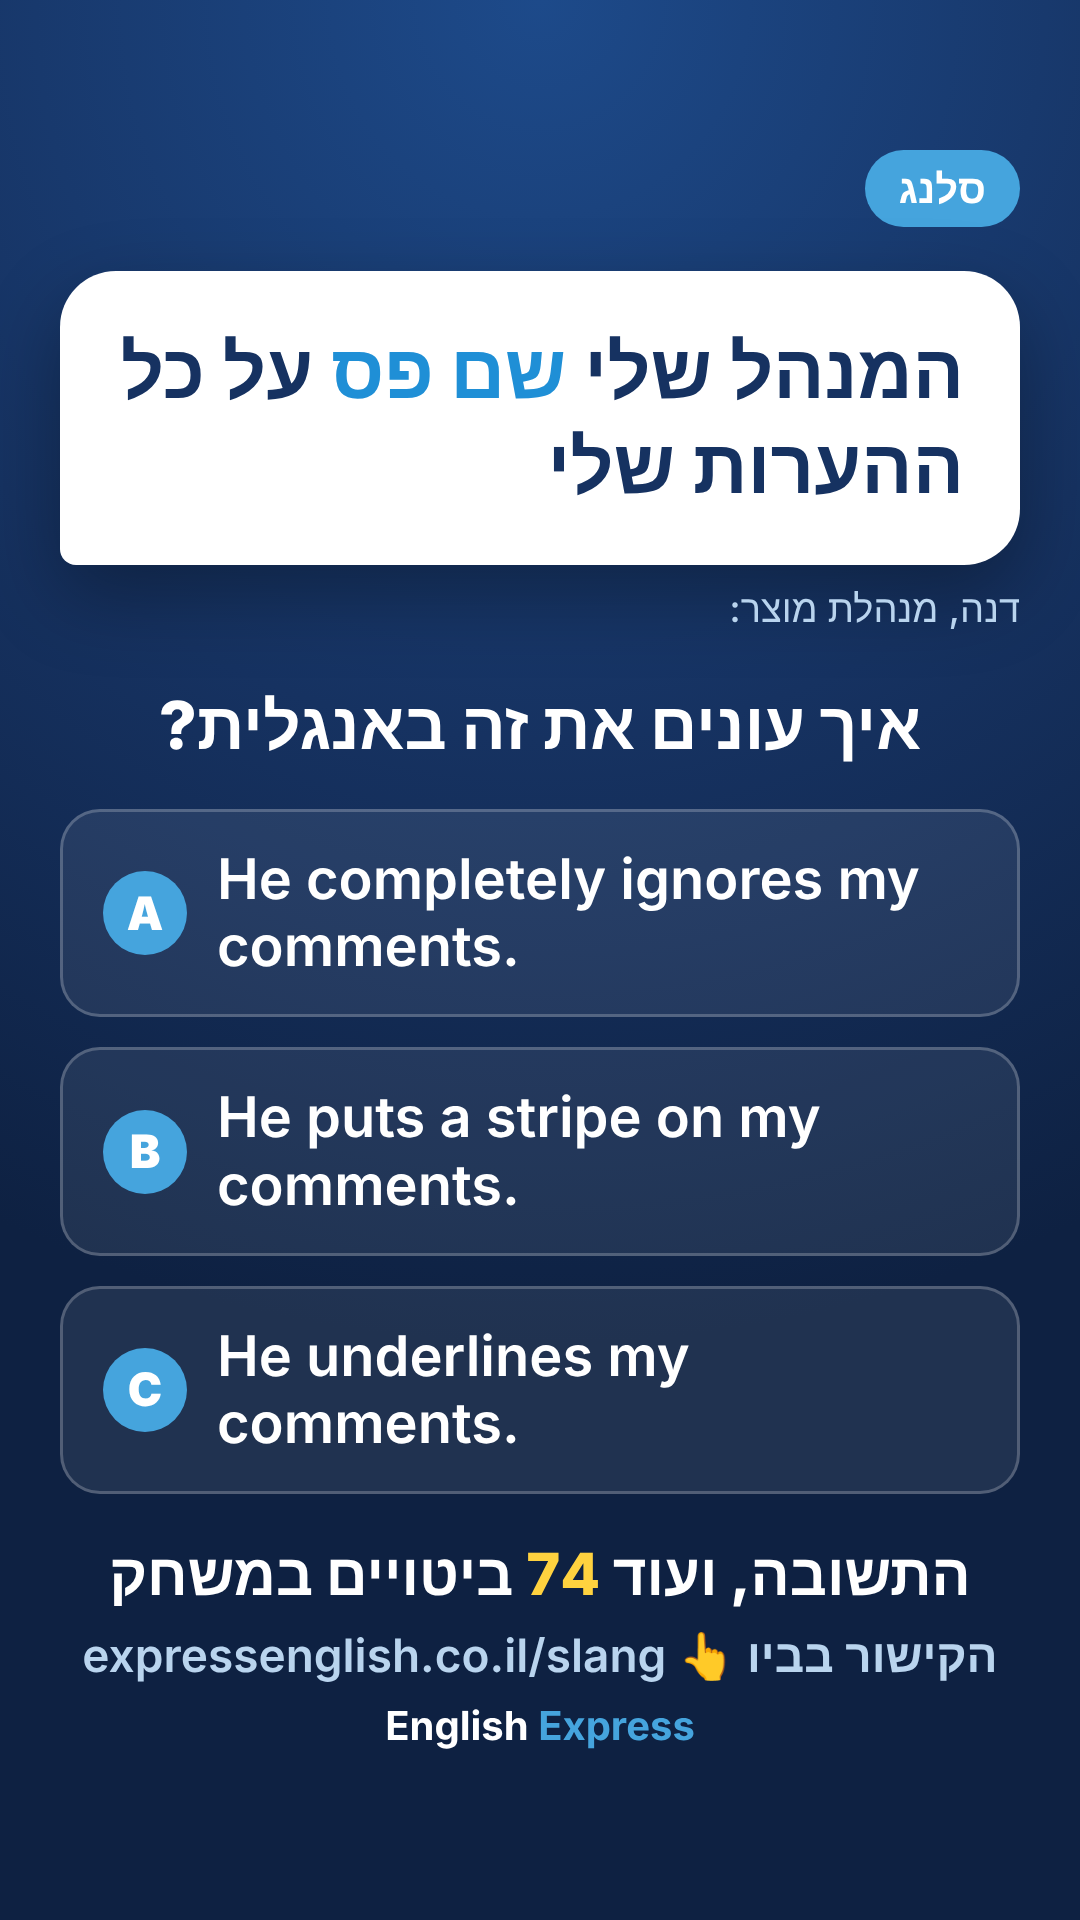 סלנג
המנהל שלי שם פס על כל
ההערות שלי
דנה, מנהלת מוצר:
איך עונים את זה באנגלית?
A He completely ignores my
comments.
B He puts a stripe on my
comments.
C He underlines my
comments.
התשובה, ועוד 74 ביטויים במשחק
הקישור בביו 👆 expressenglish.co.il/slang
English Express